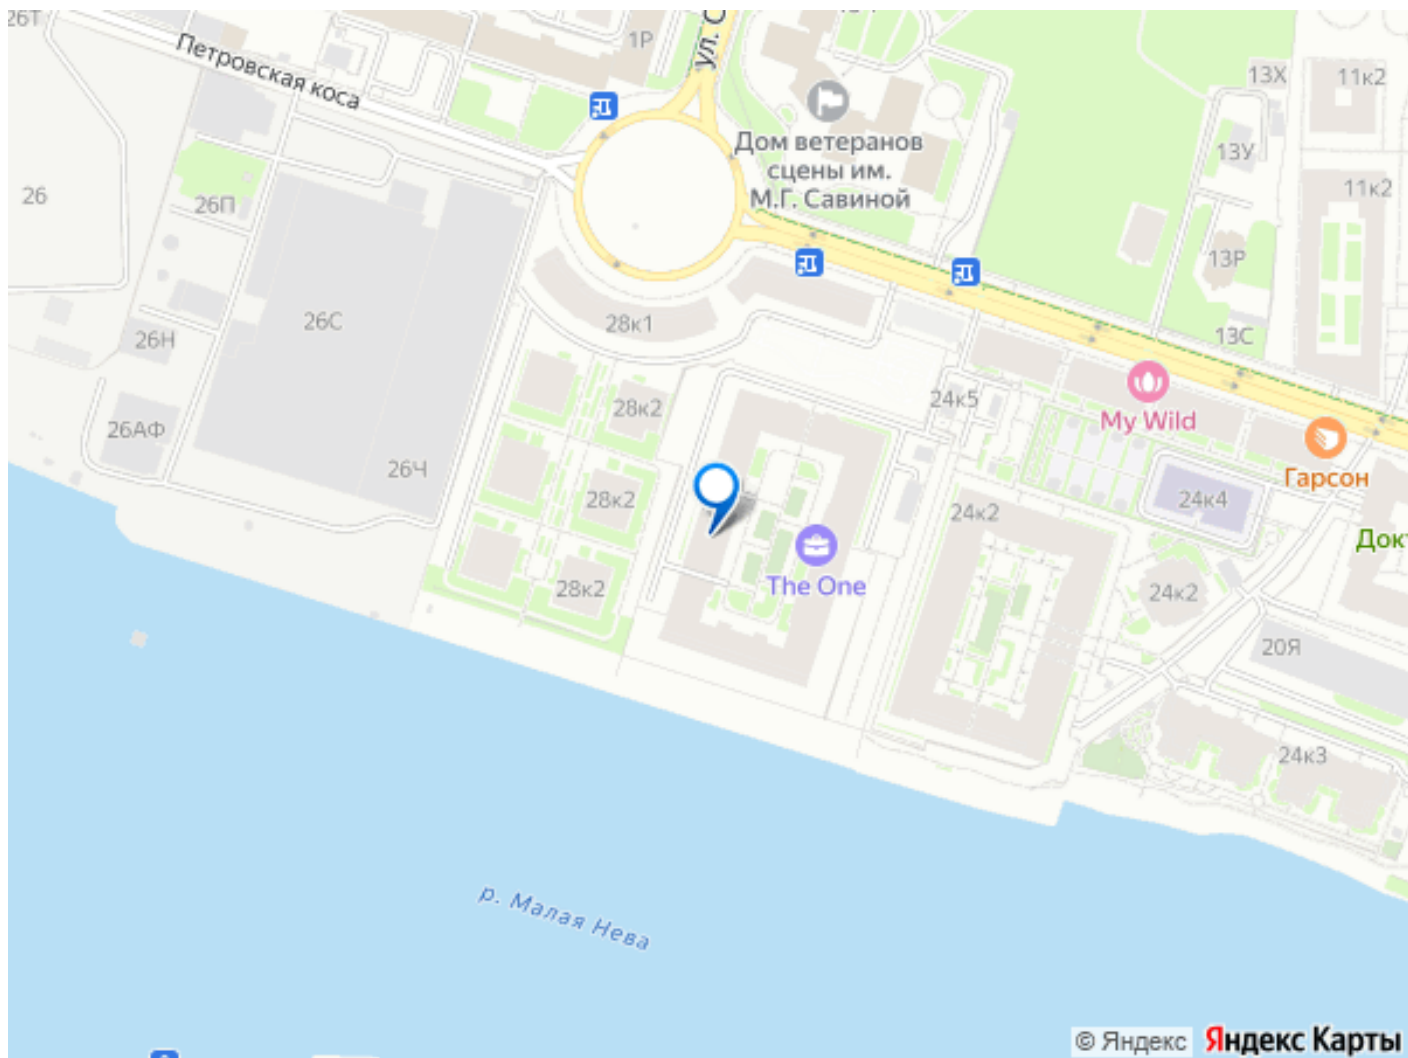 26Т
Петровская коса
1Р
ул. С
13Х
11к2
Дом ветеранов
сцены им.
М.Г. Савиной
13У
11к2
26
26П
13Р
26С
28к1
13С
26Н
24к5
My Wild
28к2
26АФ
26Ч
Гарсон
28к2
24к2
24к4
Док
The One
28к2
24к2
20Я
24к3
р. Малая Нева
© Яндекс Яндекс Карты